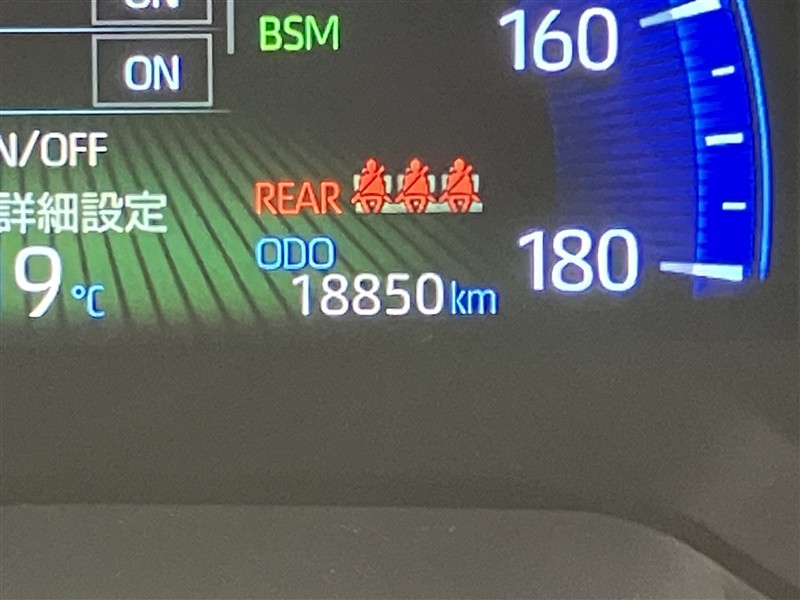 ON
BSM
160
ON
N/OFF
詳細設定
REAR
ODO
180
9℃
18850km